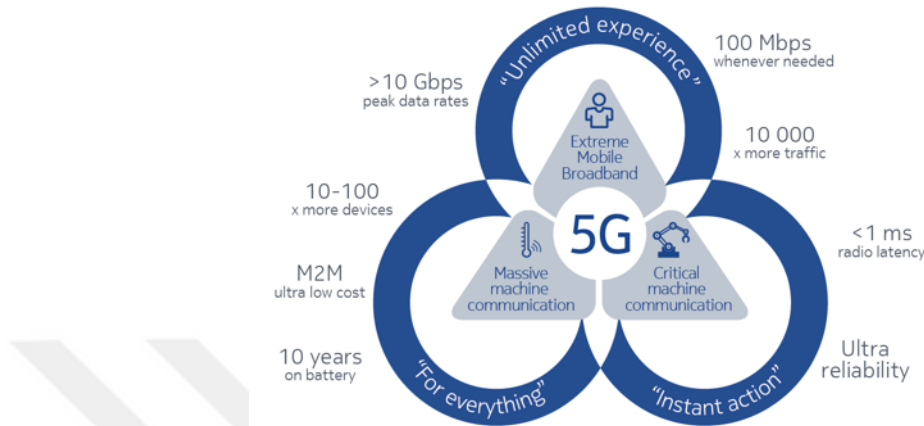 "Unlimited experience"
100 Mbps
whenever needed
>10 Gbps
peak data rates
10 000
x more traffic
Extreme
Mobile
Broadband
10-100
x more devices
5G
<1 ms
radio latency
M2M
ultra low cost
Massive
machine
communication
Critical
machine
communication
10 years
on battery
Ultra
reliability
"For everything"
"Instant action"